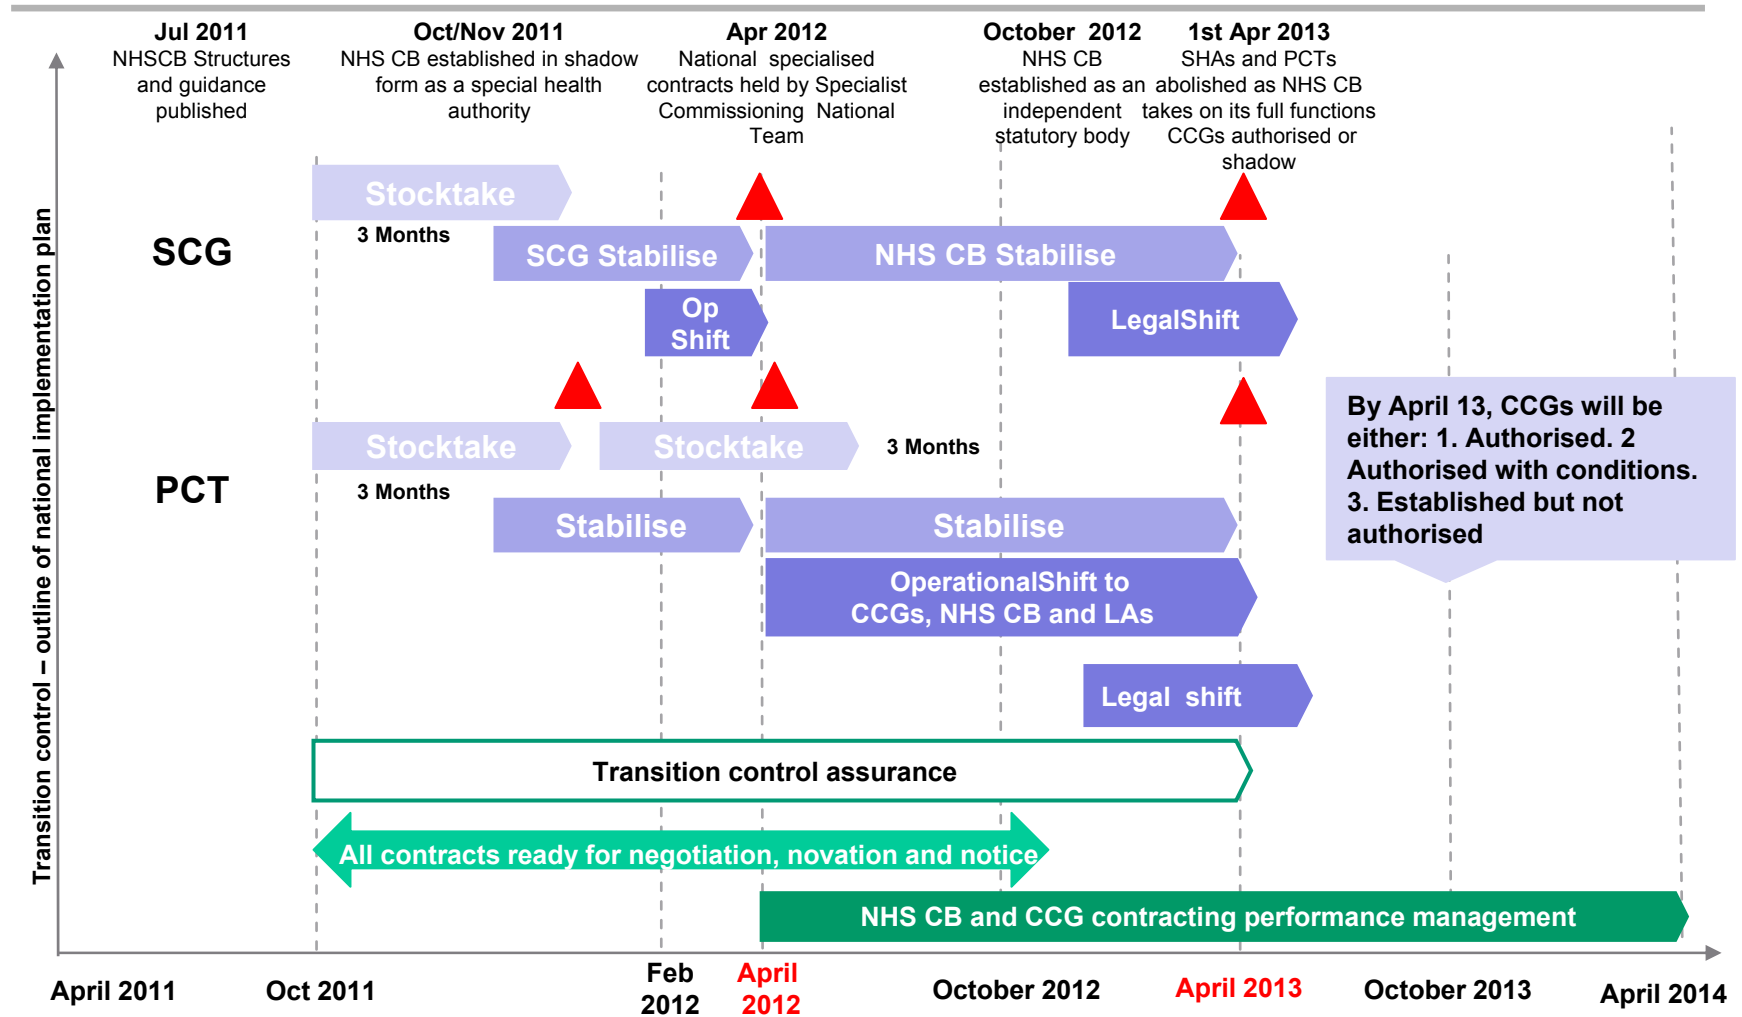 Jul 2011
NHSCB Structures
and guidance
published
Oct/Nov 2011
NHS CB established in shadow
form as a special health
authority
Apr 2012
National specialised
contracts held by Specialist
Commissioning National
Team
October 2012
NHS CB
established as an
independent
statutory body
1st Apr 2013
SHAs and PCTs
abolished as NHS CB
takes on its full functions
CCGs authorised or
shadow
Transition control – outline of national implementation plan
SCG
Stocktake
3 Months
SCG Stabilise
NHS CB Stabilise
Op
Shift
LegalShift
PCT
Stocktake
3 Months
Stocktake
3 Months
Stabilise
Stabilise
OperationalShift to
CCGs, NHS CB and LAs
Legal shift
By April 13, CCGs will be
either: 1. Authorised. 2
Authorised with conditions.
3. Established but not
authorised
Transition control assurance
All contracts ready for negotiation, novation and notice
NHS CB and CCG contracting performance management
April 2011
Oct 2011
Feb
2012
April
2012
October 2012
April 2013
October 2013
April 2014